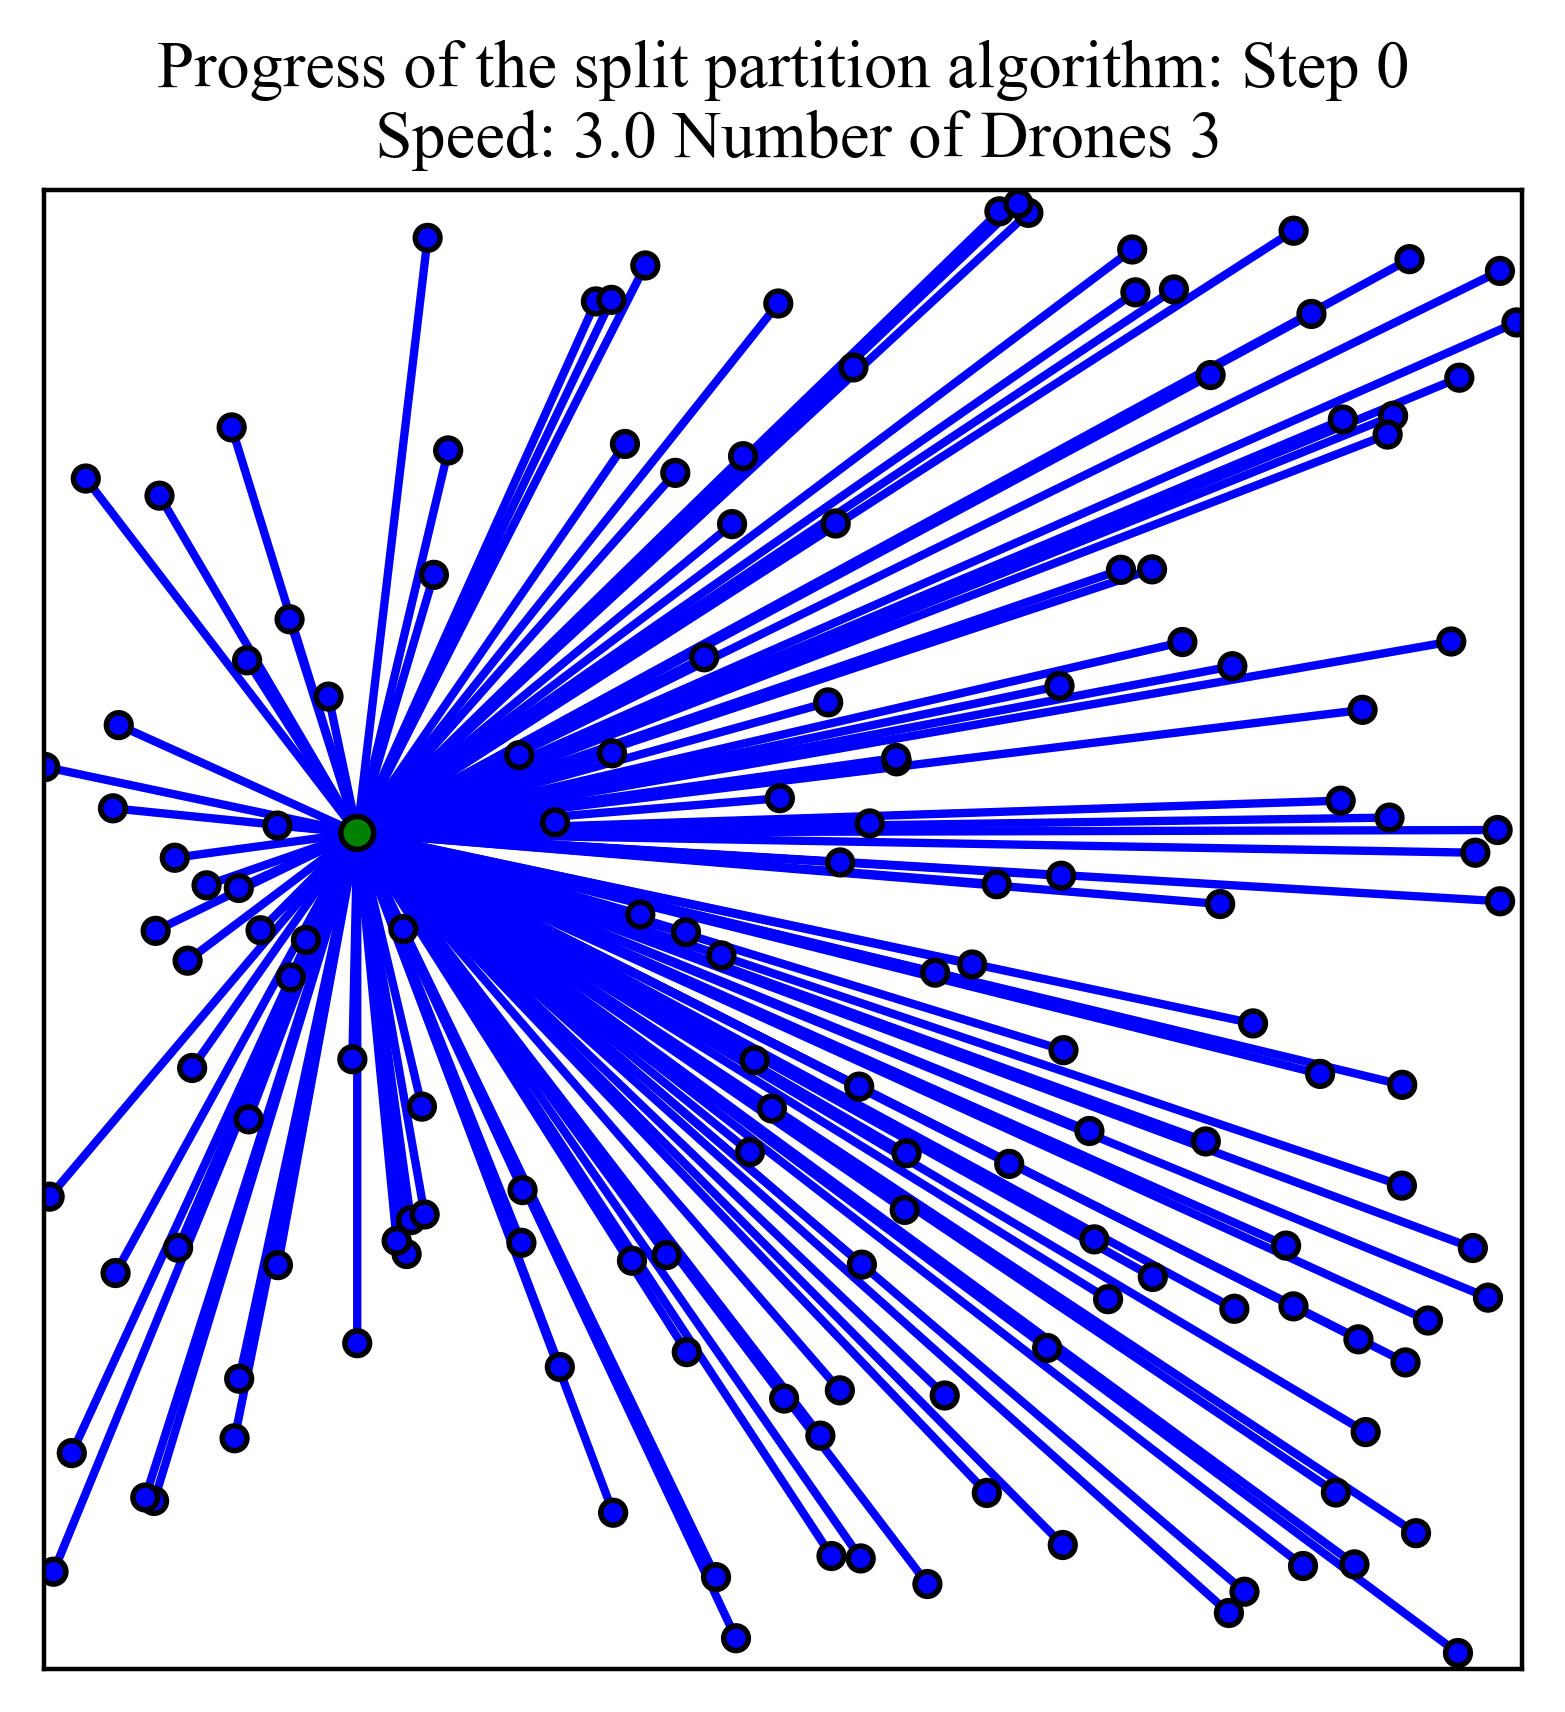 Progress of the split partition algorithm: Step 0
Speed: 3.0 Number of Drones 3